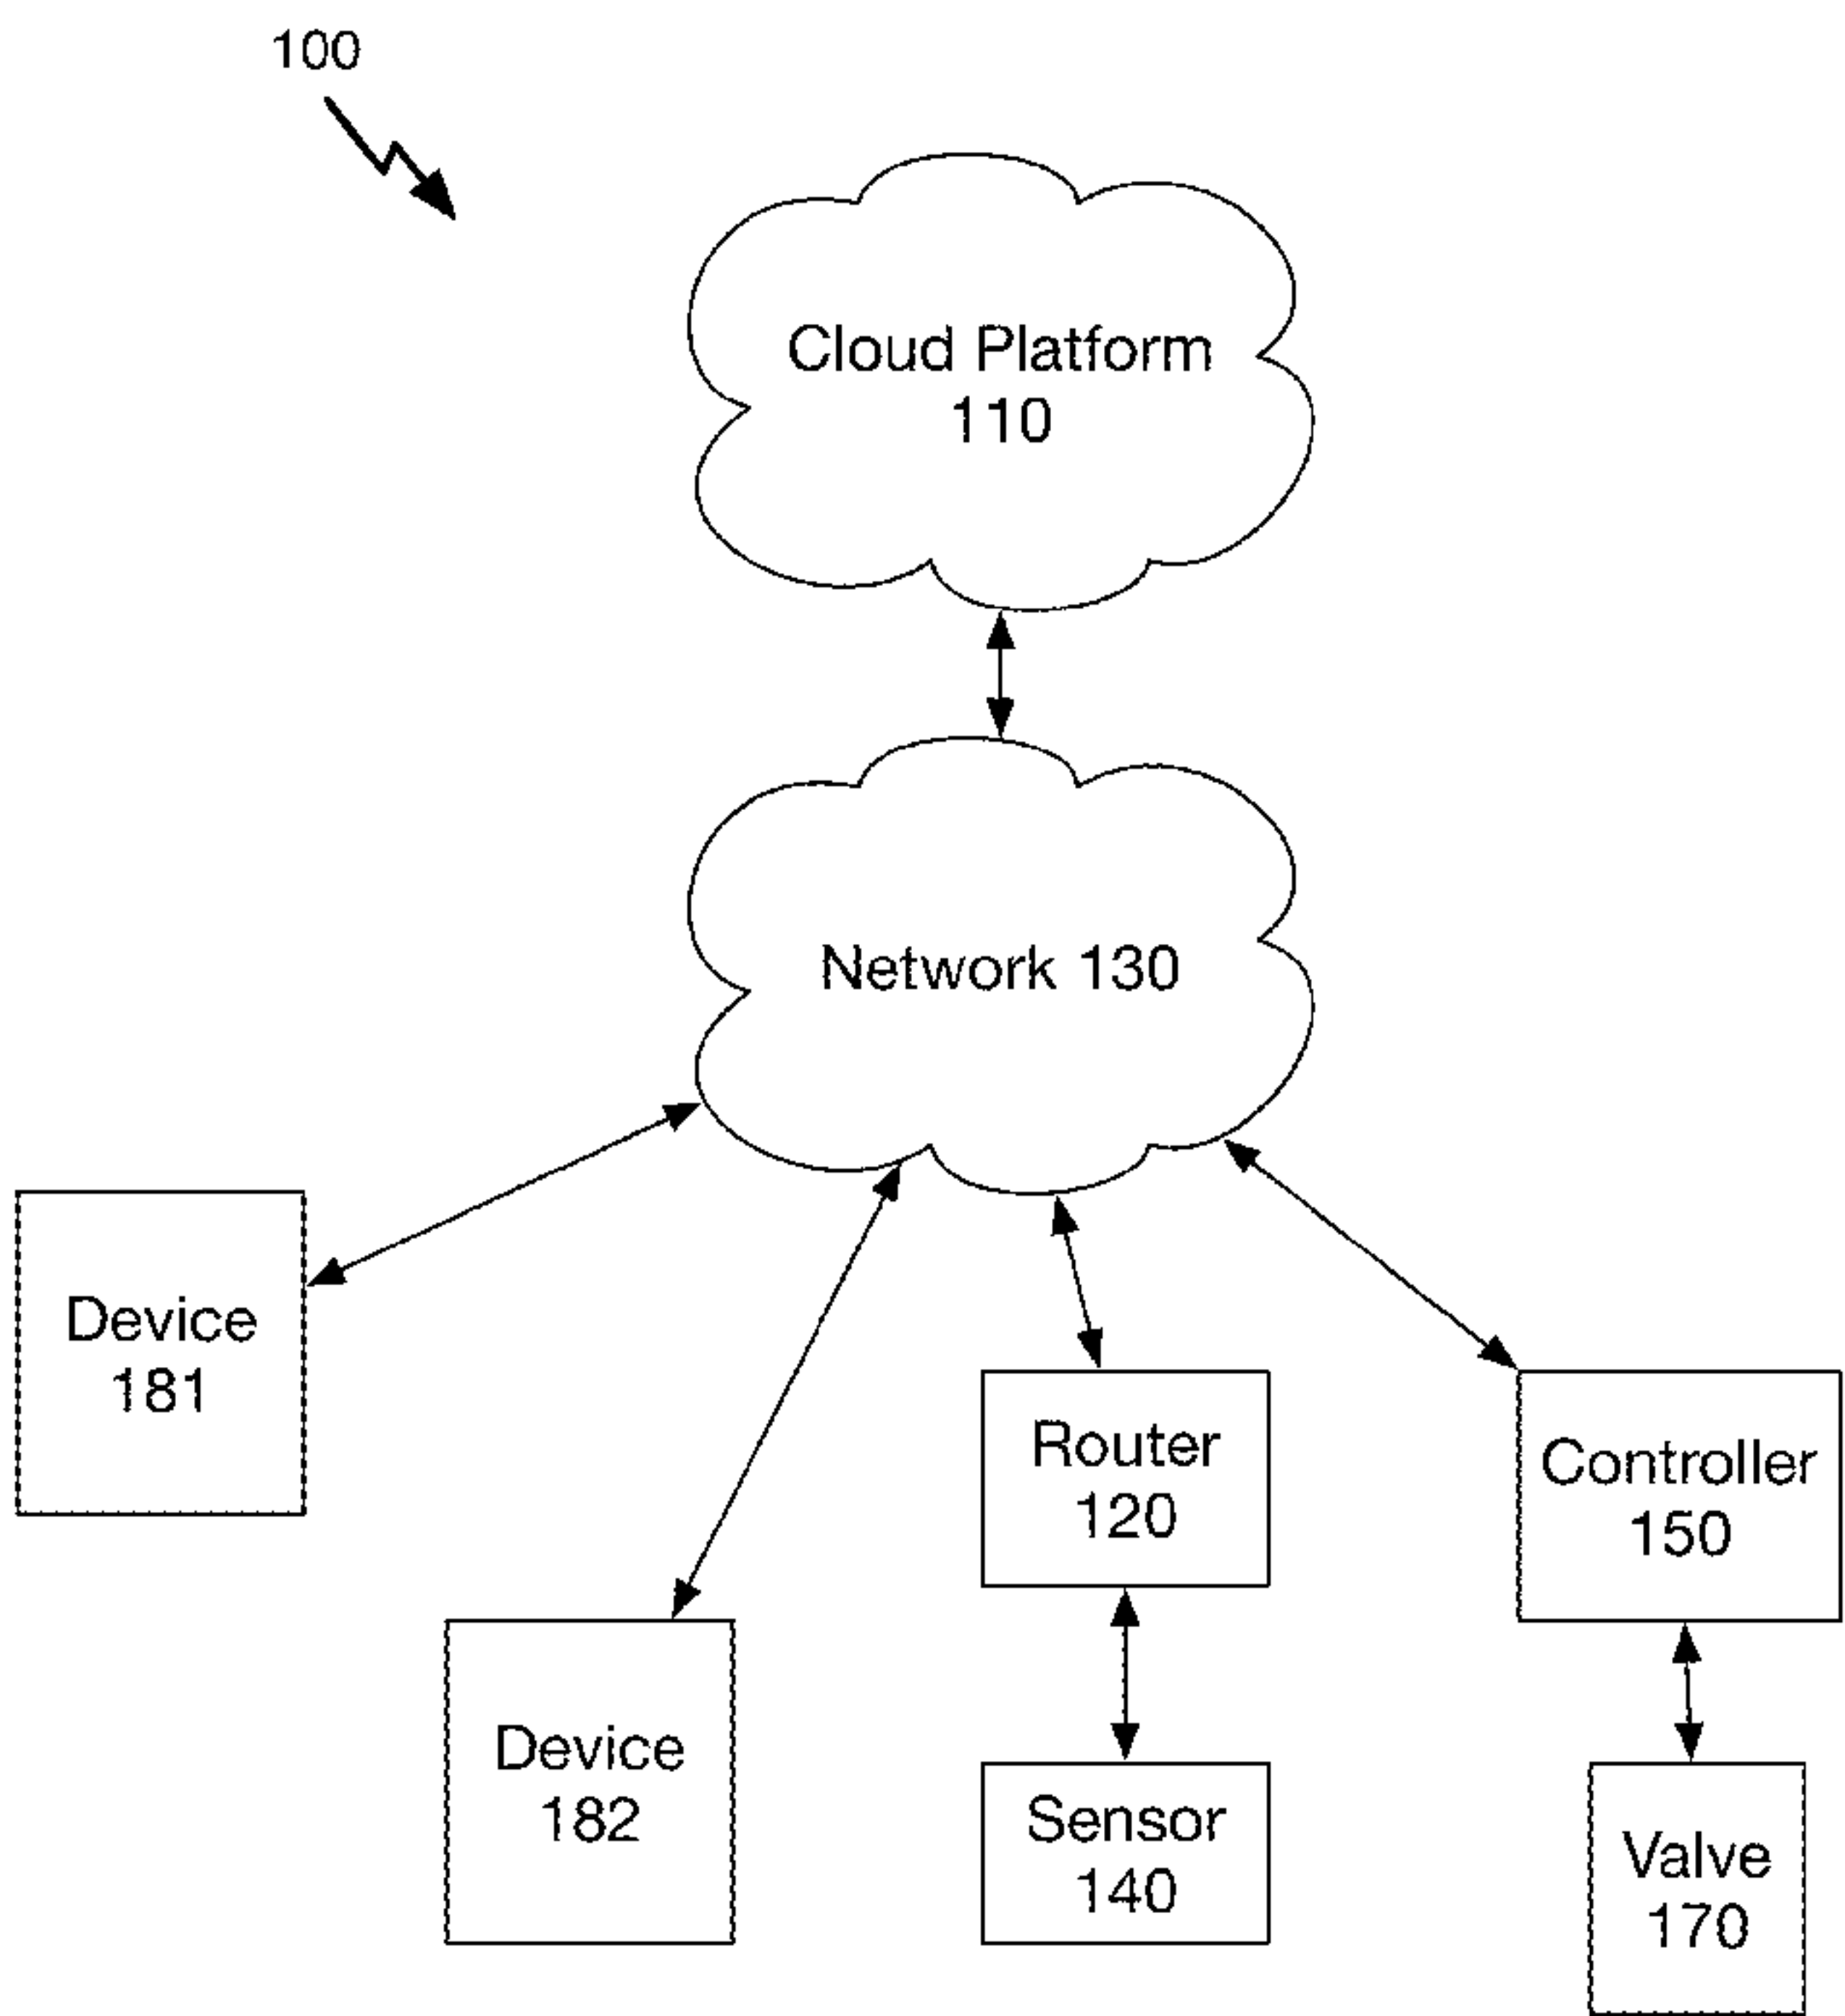 100
Cloud Platform
110
Network 130
Device
181
Router
120
Controller
150
Device
182
Sensor
140
Valve
170